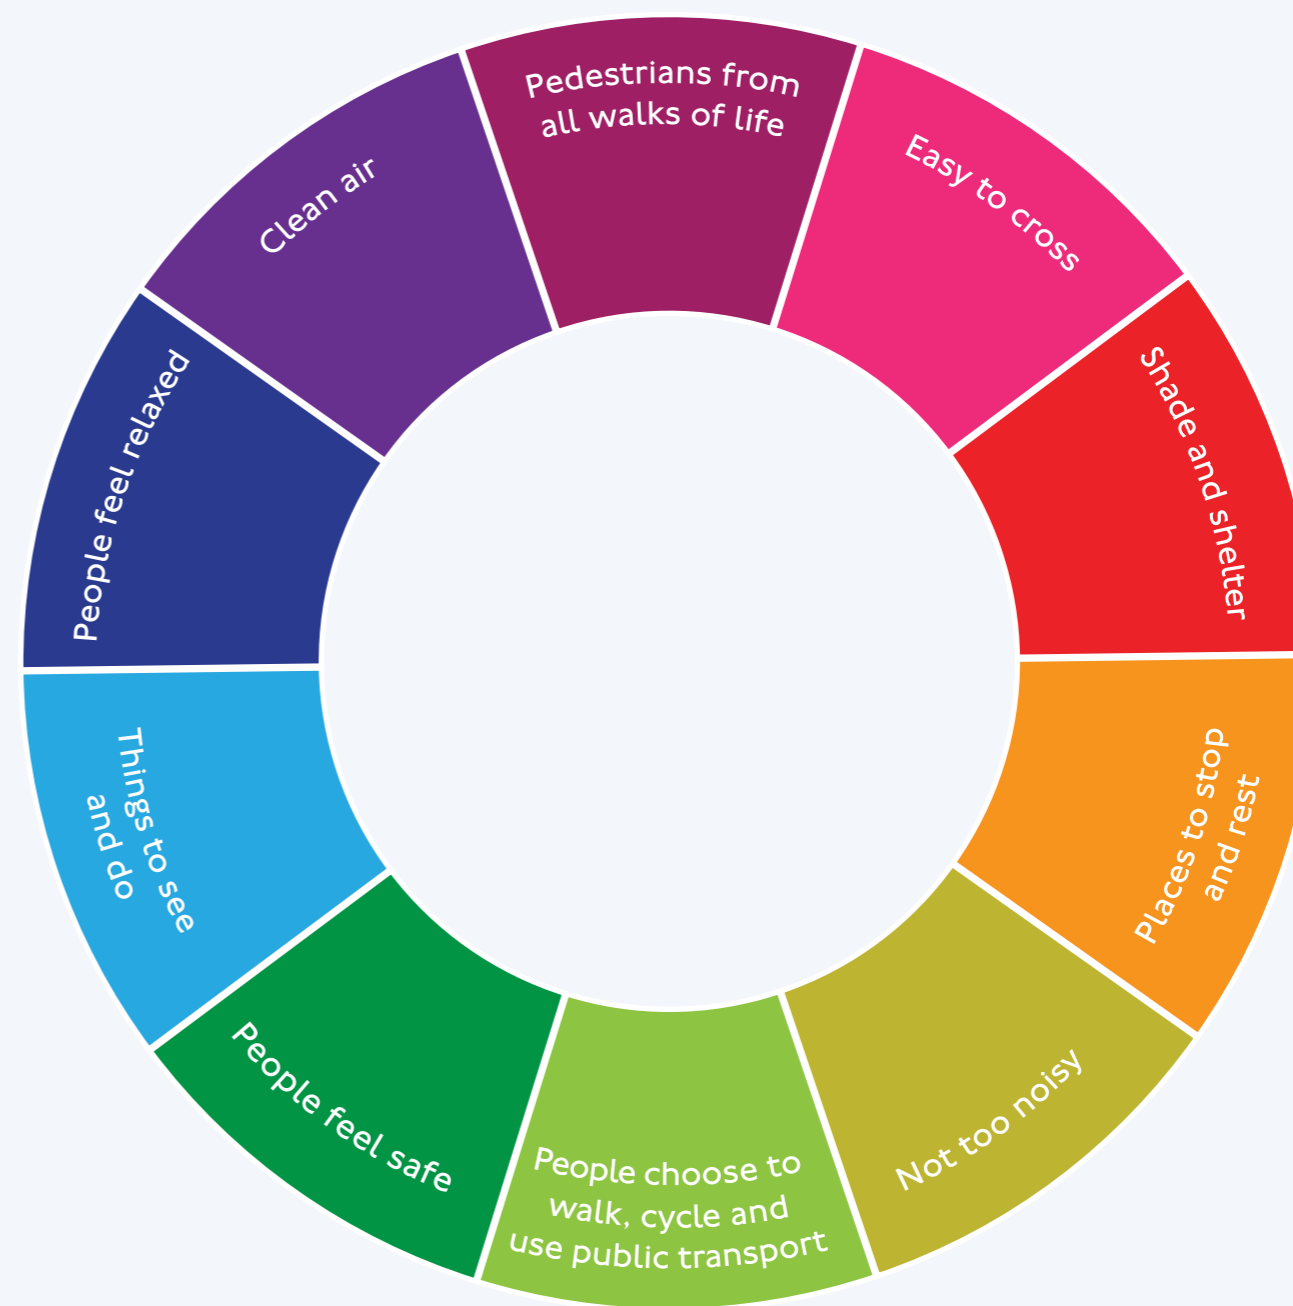 Pedestrians from
all walks of life
Easy to cross
Shade and shelter
Places to stop
and rest
Not too noisy
People choose to
walk, cycle and
use public transport
People feel safe
Things to see
and do
People feel relaxed
Clean air